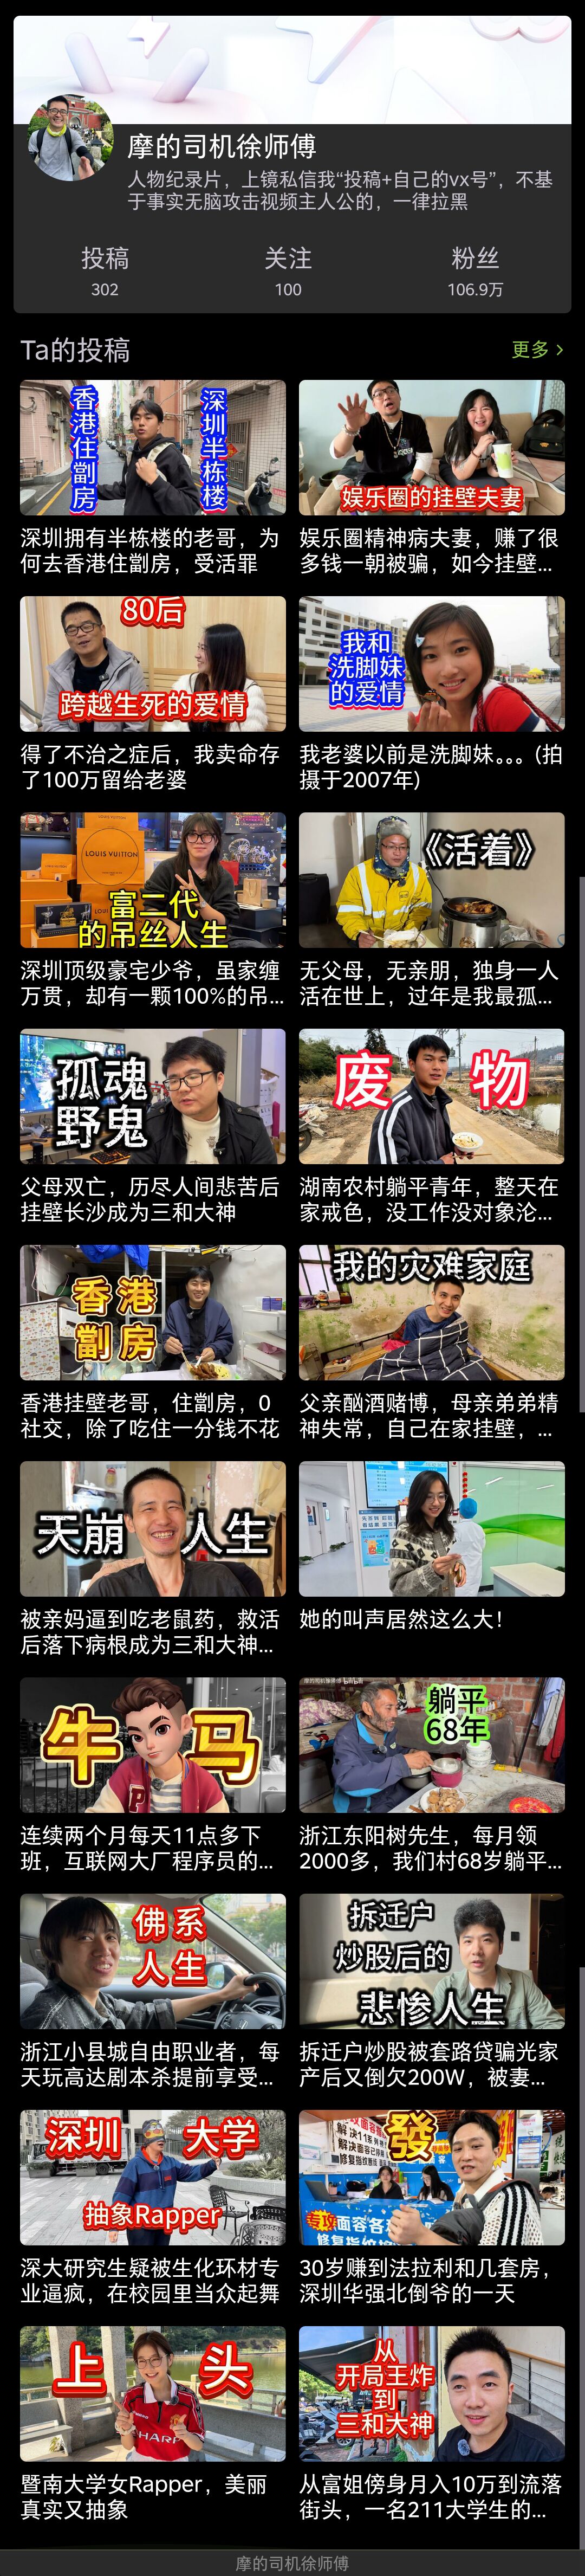 摩的司机徐师傅
人物纪录片，上镜私信我“投稿+自己的vx号”，不基
于事实无脑攻击视频主人公的，一律拉黑
投稿
关注
粉丝
302
100
106.9万
Ta的投稿
更多
香港住劏房
深圳半栋楼
娱乐圈的挂壁夫妻
深圳拥有半栋楼的老哥，为
何去香港住劏房，受活罪
娱乐圈精神病夫妻，赚了很
多钱一朝被骗，如今挂壁...
80后
跨越生死的爱情
我和
洗脚妹
的爱情
得了不治之症后，我卖命存
了100万留给老婆
我老婆以前是洗脚妹。。。(拍
摄于2007年)
LOUIS VUITTON
富二代
的吊丝人生
《活着》
深圳顶级豪宅少爷，虽家缠
万贯，却有一颗100%的吊...
无父母，无亲朋，独身一人
活在世上，过年是我最孤...
孤魂
野鬼
废物
父母双亡，历尽人间悲苦后
挂壁长沙成为三和大神
湖南农村躺平青年，整天在
家戒色，没工作没对象沦...
香港
劏房
我的灾难家庭
香港挂壁老哥，住劏房，0
社交，除了吃住一分钱不花
父亲酗酒赌博，母亲弟弟精
神失常，自己在家挂壁，...
天崩人生
被亲妈逼到吃老鼠药，救活
后落下病根成为三和大神...
她的叫声居然这么大！
牛马
P
摩的司机徐师傅 bilibili
躺平
68年
连续两个月每天11点多下
班，互联网大厂程序员的...
浙江东阳树先生，每月领
2000多，我们村68岁躺平...
佛系
人生
拆迁户
炒股后的
悲惨人生
浙江小县城自由职业者，每
天玩高达剧本杀提前享受...
拆迁户炒股被套路贷骗光家
产后又倒欠200W，被妻...
深圳大学
抽象Rapper
發
解决11系列
解决面容已
修复指纹
专攻面容
深大研究生疑被生化环材专
业逼疯，在校园里当众起舞
30岁赚到法拉利和几套房，
深圳华强北倒爷的一天
上头
SHARP
从
开局王炸
到
三和大神
暨南大学女Rapper，美丽
真实又抽象
从富姐傍身月入10万到流落
街头，一名211大学生的...
摩的司机徐师傅